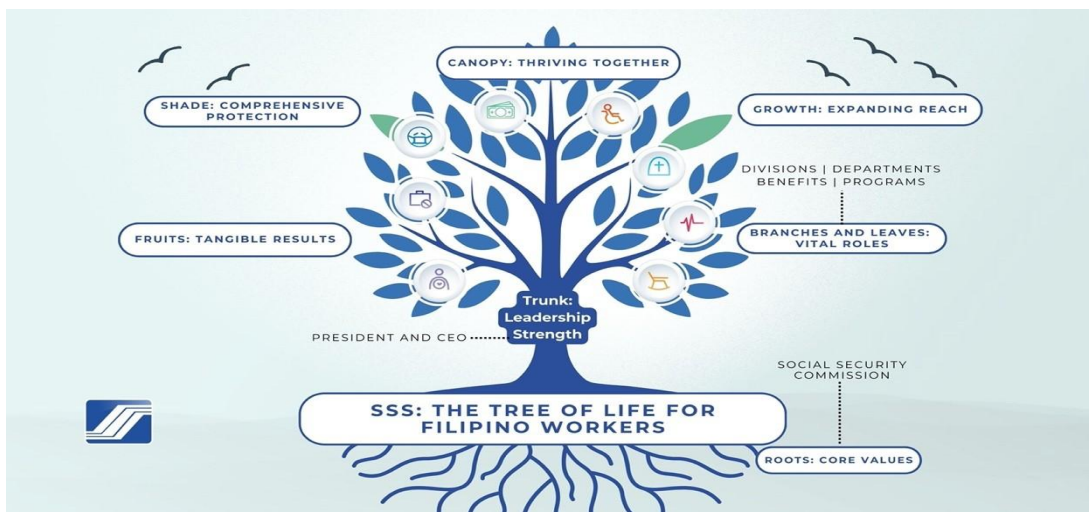 CANOPY: THRIVING TOGETHER
SHADE: COMPREHENSIVE
PROTECTION
GROWTH: EXPANDING REACH
DIVISIONS | DEPARTMENTS
BENEFITS | PROGRAMS
FRUITS: TANGIBLE RESULTS
BRANCHES AND LEAVES:
VITAL ROLES
Trunk:
Leadership
Strength
PRESIDENT AND CEO
SOCIAL SECURITY
COMMISSION
SSS: THE TREE OF LIFE FOR
FILIPINO WORKERS
ROOTS: CORE VALUES